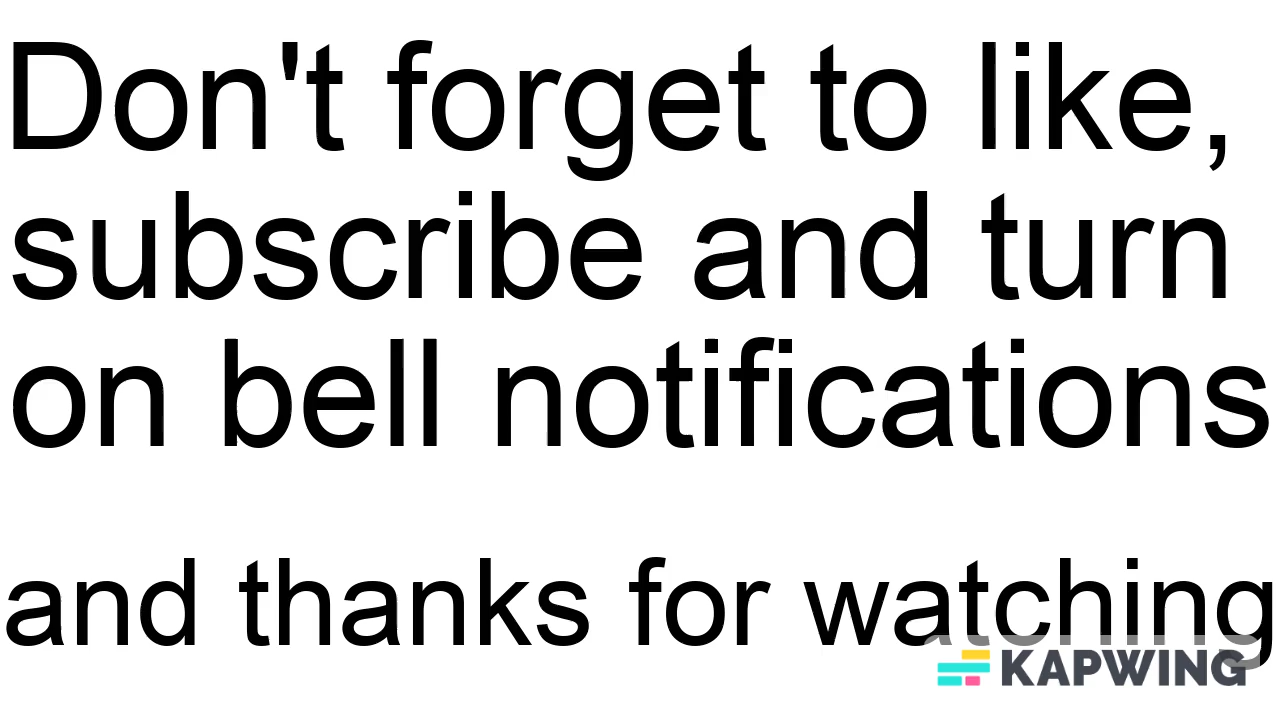 Don't forget to like,
subscribe and turn
on bell notifications
and thanks for watching
KAPWING